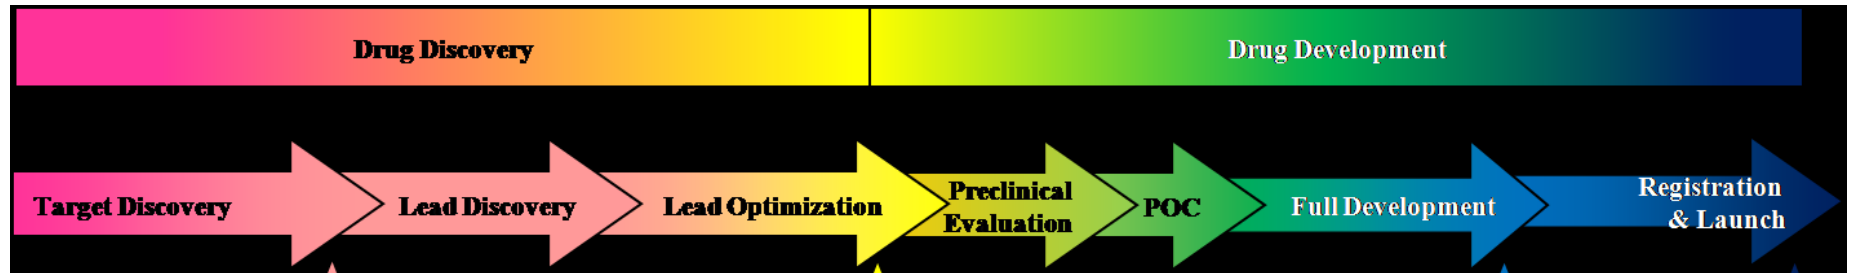 Drug Discovery
Drug Development
Target Discovery
Lead Discovery
Lead Optimization
Preclinical
Evaluation
POC
Full Development
Registration
& Launch